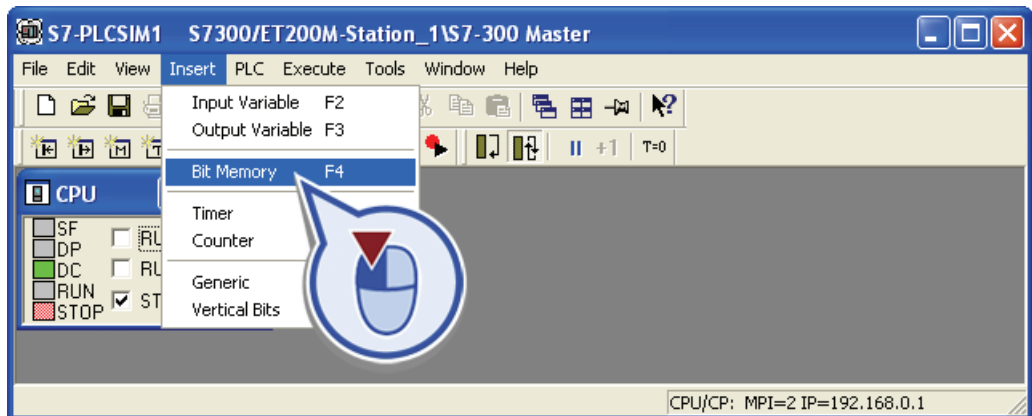 S7-PLCSIM1 S7300/ET200M-Station_1\S7-300 Master
File Edit View Insert PLC Execute Tools Window Help
Input Variable F2
Output Variable F3
+1 T=0
Bit Memory F4
CPU
Timer
SF
DP
Counter
DC
RUN
Generic
STOP
Vertical Bits
CPU/CP: MPI=2 IP=192.168.0.1